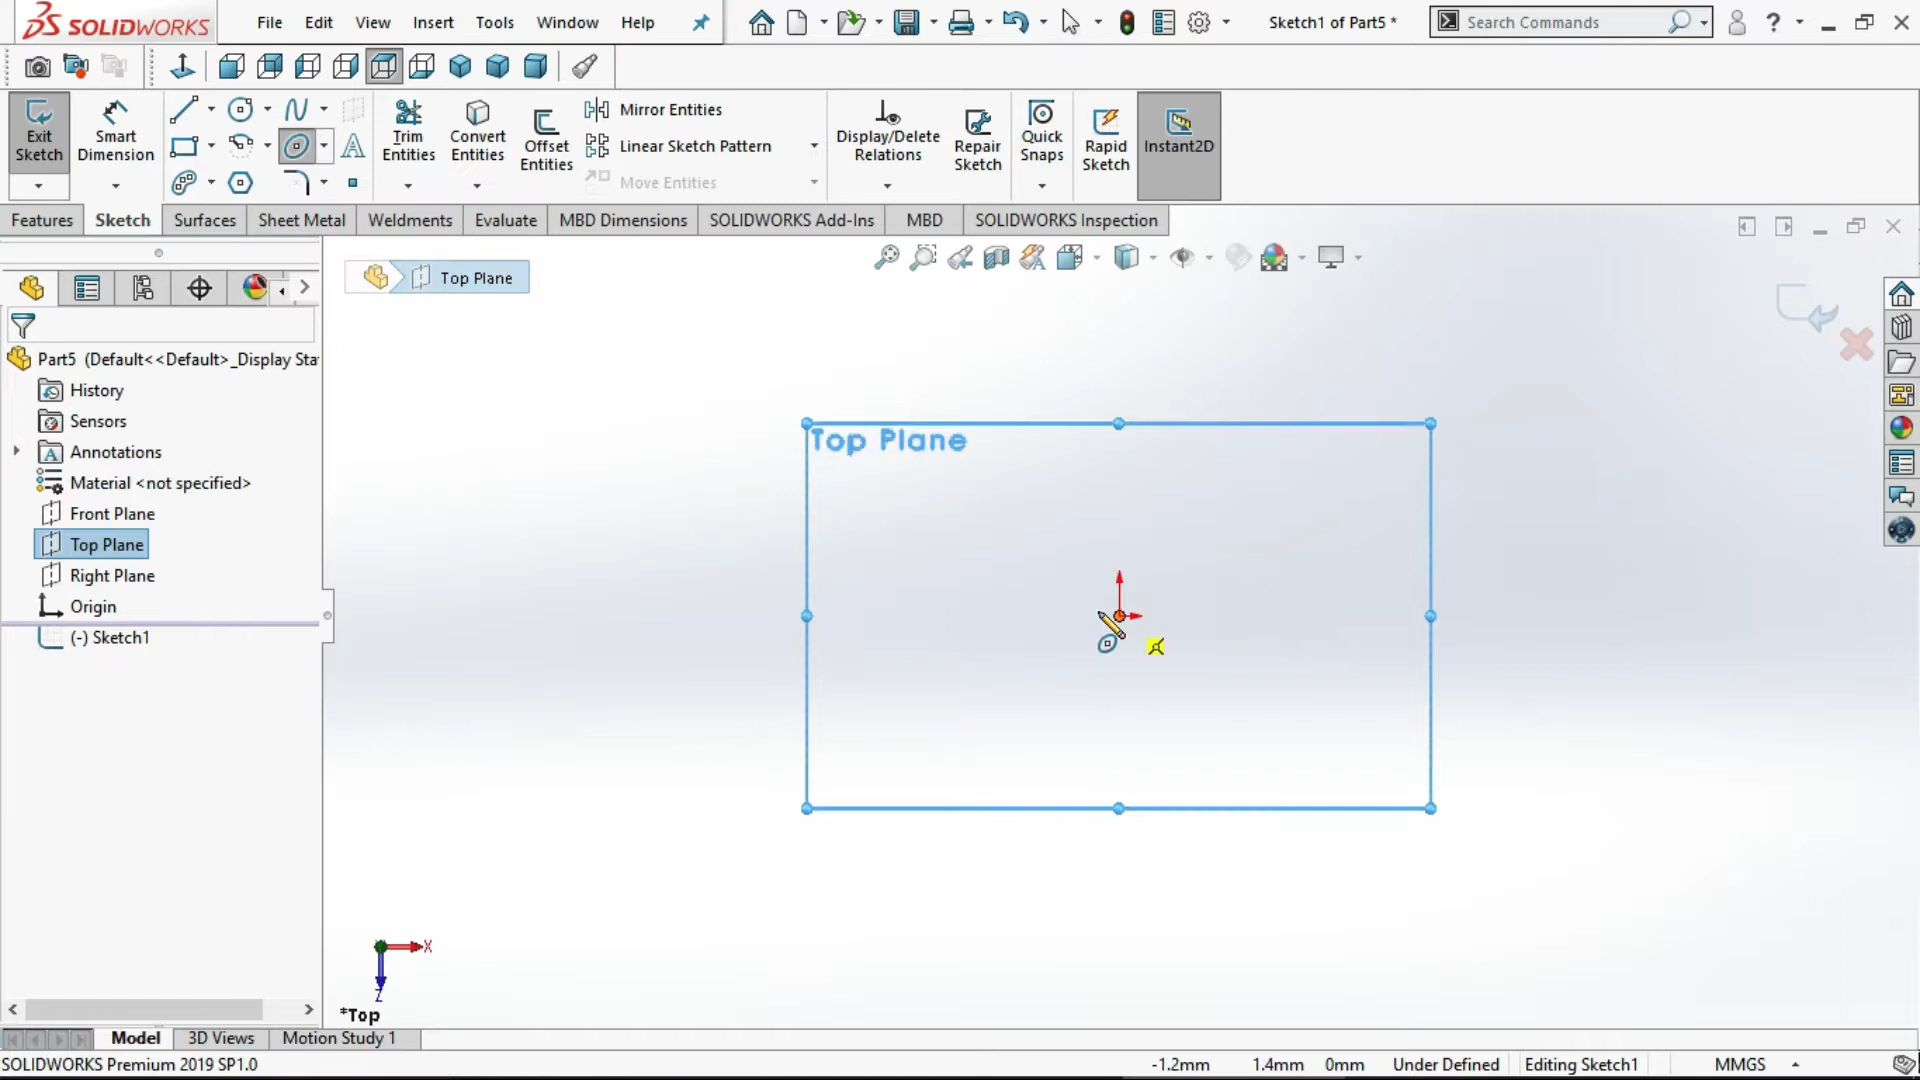 SOLIDWORKS
File
Edit
View
Insert
Tools
Window
Help
Sketch1 of Part5 *
Search Commands
?
Exit
Sketch
Smart
Dimension
Trim
Entities
Convert
Entities
Offset
Entities
Mirror Entities
Linear Sketch Pattern
Move Entities
Display/Delete
Relations
Repair
Sketch
Quick
Snaps
Rapid
Sketch
Instant2D
Features
Sketch
Surfaces
Sheet Metal
Weldments
Evaluate
MBD Dimensions
SOLIDWORKS Add-Ins
MBD
SOLIDWORKS Inspection
Top Plane
Part5 (Default<<Default>_Display Sta
History
Sensors
Annotations
Material <not specified>
Front Plane
Top Plane
Right Plane
Origin
(-) Sketch1
Top Plane
X
Z
*Top
Model
3D Views
Motion Study 1
SOLIDWORKS Premium 2019 SP1.0
-1.2mm
1.4mm
0mm
Under Defined
Editing Sketch1
MMGS